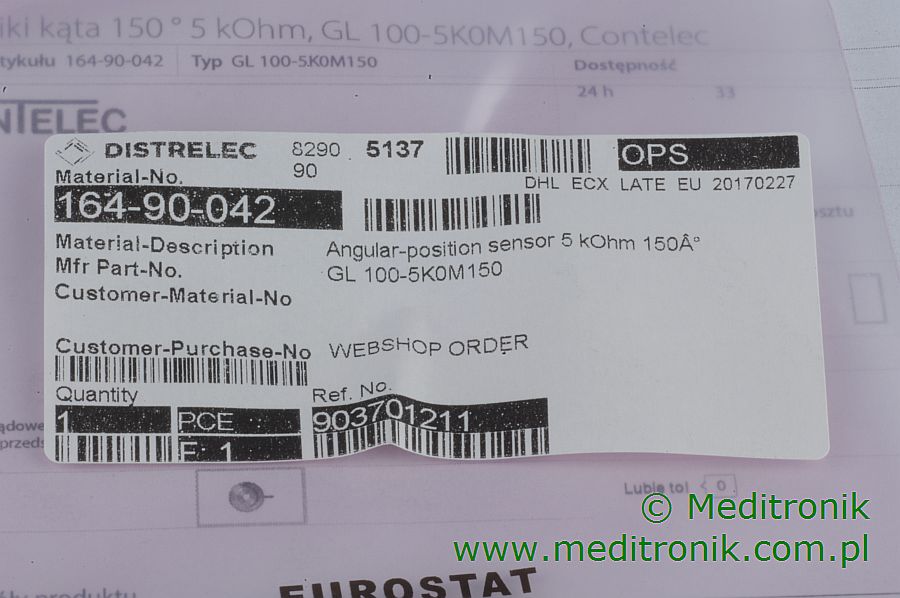 iki kąta 150 ° 5 kOhm, GL 100-5K0M150, Contelec
tykułu 164-90-042 Typ GL 100-5K0M150
Dostępność
24 h 33
NTELEC
DISTRELEC 8290 5137 OPS
90
Material-No.
DHL ECX LATE EU 20170227
164-90-042
Material-Description Angular-position sensor 5 kOhm 150Â°
Mfr Part-No. GL 100-5K0M150
Customer-Material-No
Customer-Purchase-No WEBSHOP ORDER
Quantity Ref. No.
1 PCE 903701211
F: 1
Lubię to! < 0
© Meditronik
www.meditronik.com.pl
EUROSTAT
produktu